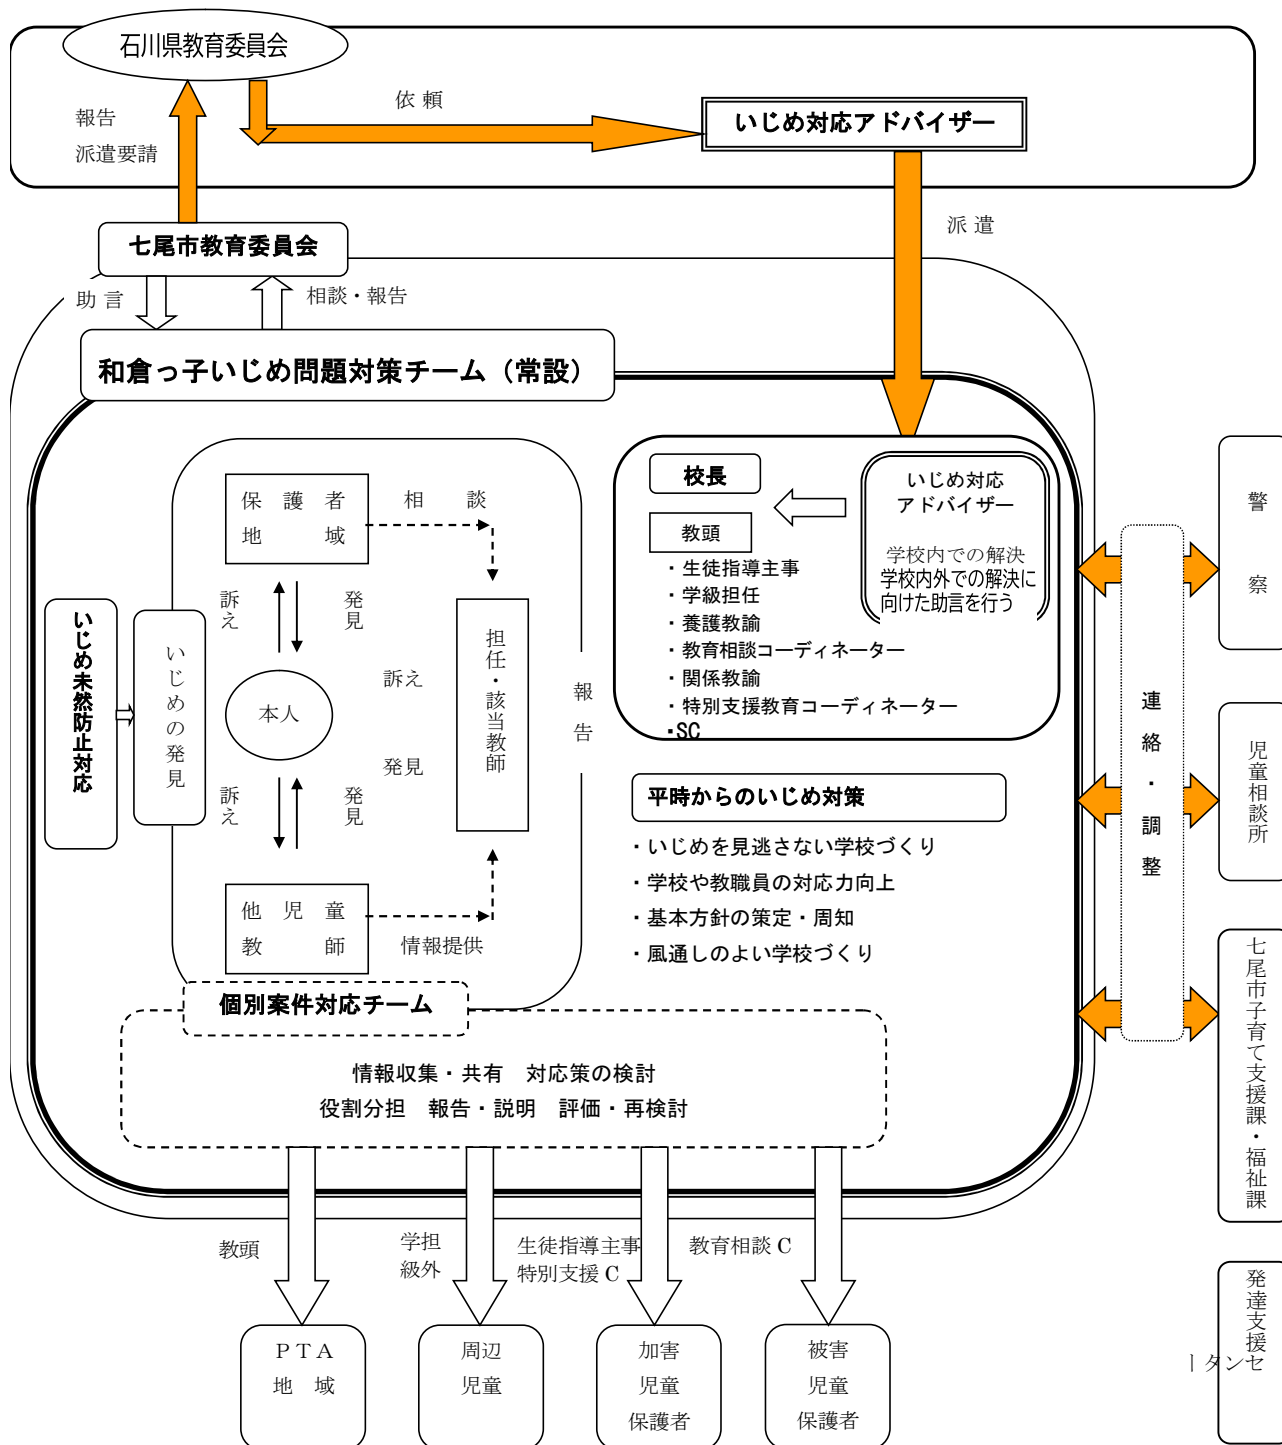 石川県教育委員会
依 頼
報告
派遣要請
いじめ対応アドバイザー
派 遣
七尾市教育委員会
助 言
相談・報告
和倉っ子いじめ問題対策チーム（常設）
保 護 者
地 域
相 談
訴え
発見
いじめ未然防止対応
いじめの発見
本人
訴え
発見
担任・該当教師
報告
訴え
発見
他 児 童
教 師
情報提供
校長
教頭
・生徒指導主事
・学級担任
・養護教諭
・教育相談コーディネーター
・関係教諭
・特別支援教育コーディネーター
・SC
いじめ対応
アドバイザー
学校内での解決
学校内外での解決に
向けた助言を行う
平時からのいじめ対策
・いじめを見逃さない学校づくり
・学校や教職員の対応力向上
・基本方針の策定・周知
・風通しのよい学校づくり
個別案件対応チーム
情報収集・共有 対応策の検討
役割分担 報告・説明 評価・再検討
連絡・調整
警 察
児童相談所
七尾市子育て支援課・福祉課
発達支援
センター
教頭
学担
級外
生徒指導主事
特別支援 C
教育相談 C
ＰＴＡ
地 域
周辺
児童
加害
児童
保護者
被害
児童
保護者